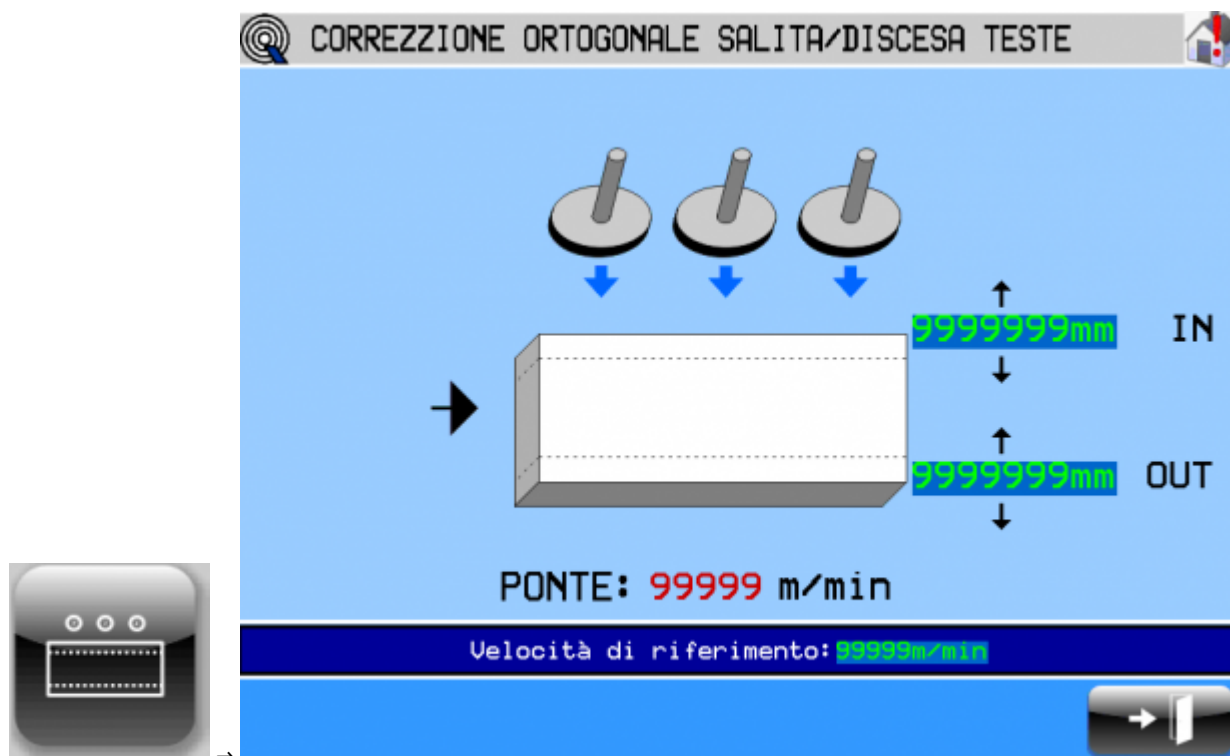 CORREZZIONE ORTOGONALE SALITA/DISCESA TESTE
9999999mm IN
9999999mm OUT
PONTE: 99999 m/min
Velocità di riferimento: 99999m/min